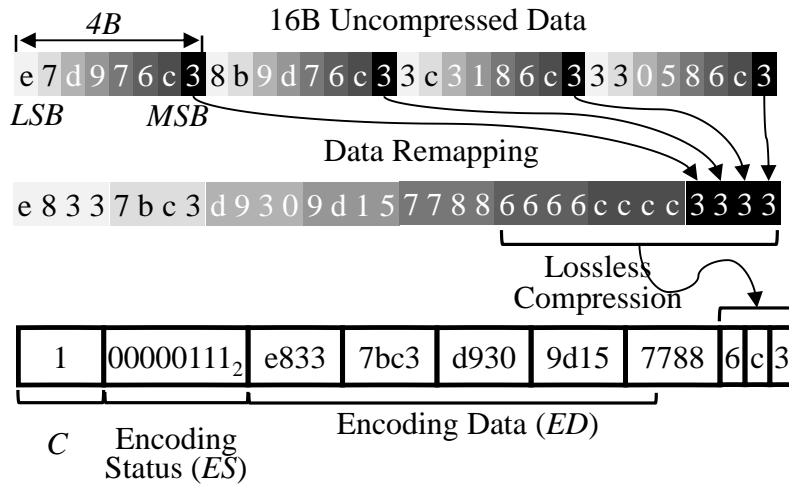 4B 16B Uncompressed Data
e 7 d 9 7 6 c 3 8 b 9 d 7 6 c 3 3 c 3 1 8 6 c 3 3 3 0 5 8 6 c 3
LSB MSB
Data Remapping
e 8 3 3 7 b c 3 d 9 3 0 9 d 1 5 7 7 8 8 6 6 6 6 c c c c 3 3 3 3
Lossless
Compression
1 00000111₂ e833 7bc3 d930 9d15 7788 6 c 3
C Encoding Data (ED)
Encoding
Status (ES)